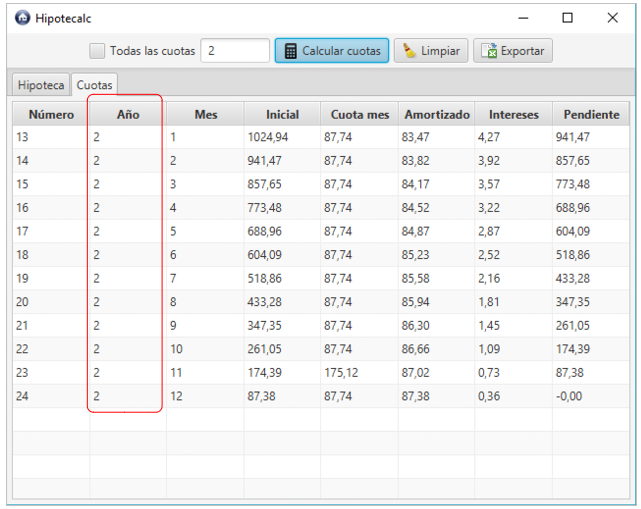 Hipotecalc
Todas las cuotas 2 Calcular cuotas Limpiar Exportar
Hipoteca Cuotas
Número Año Mes Inicial Cuota mes Amortizado Intereses Pendiente
13 2 1 1024,94 87,74 83,47 4,27 941,47
14 2 2 941,47 87,74 83,82 3,92 857,65
15 2 3 857,65 87,74 84,17 3,57 773,48
16 2 4 773,48 87,74 84,52 3,22 688,96
17 2 5 688,96 87,74 84,87 2,87 604,09
18 2 6 604,09 87,74 85,23 2,52 518,86
19 2 7 518,86 87,74 85,58 2,16 433,28
20 2 8 433,28 87,74 85,94 1,81 347,35
21 2 9 347,35 87,74 86,30 1,45 261,05
22 2 10 261,05 87,74 86,66 1,09 174,39
23 2 11 174,39 175,12 87,02 0,73 87,38
24 2 12 87,38 87,74 87,38 0,36 -0,00